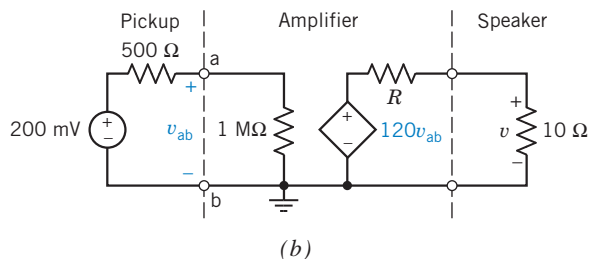 Pickup
Amplifier
Speaker
500 Ω
a
+
R
200 mV
+
−
v_ab
1 MΩ
+
−
120v_ab
+
v
−
10 Ω
−
b
(b)